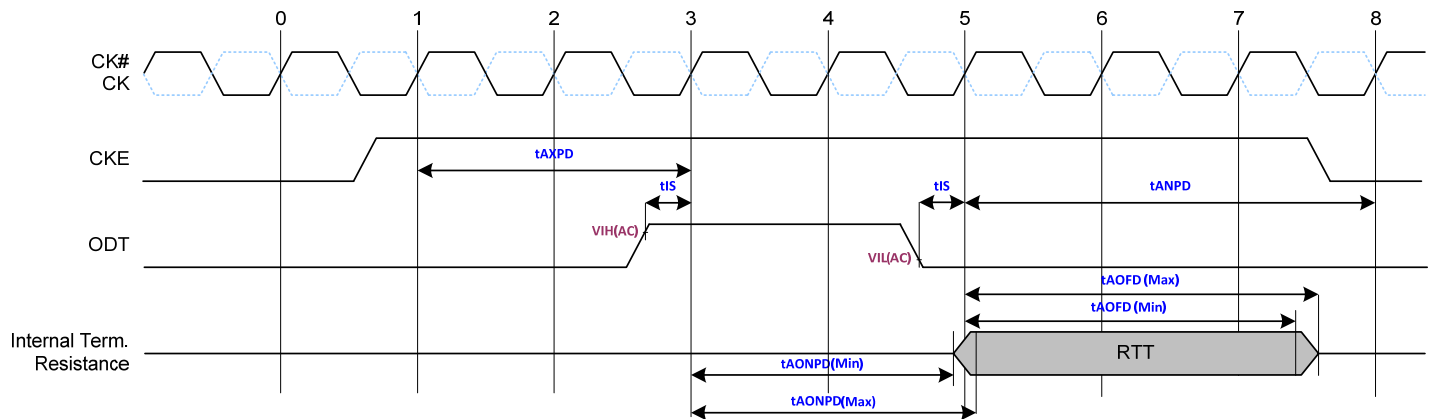 0 1 2 3 4 5 6 7 8
CK#
CK
CKE
tAXPD
tIS
tIS
tANPD
VIH(AC)
ODT
VIL(AC)
tAOFD (Max)
tAOFD (Min)
Internal Term.
Resistance
RTT
tAONPD(Min)
tAONPD(Max)